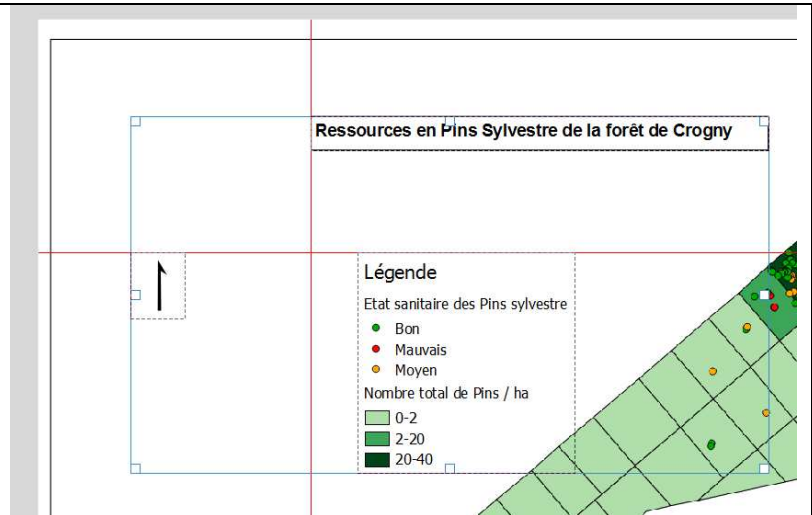 Ressources en Pins Sylvestre de la forêt de Crogny
Légende
Etat sanitaire des Pins sylvestre
Bon
Mauvais
Moyen
Nombre total de Pins / ha
0-2
2-20
20-40